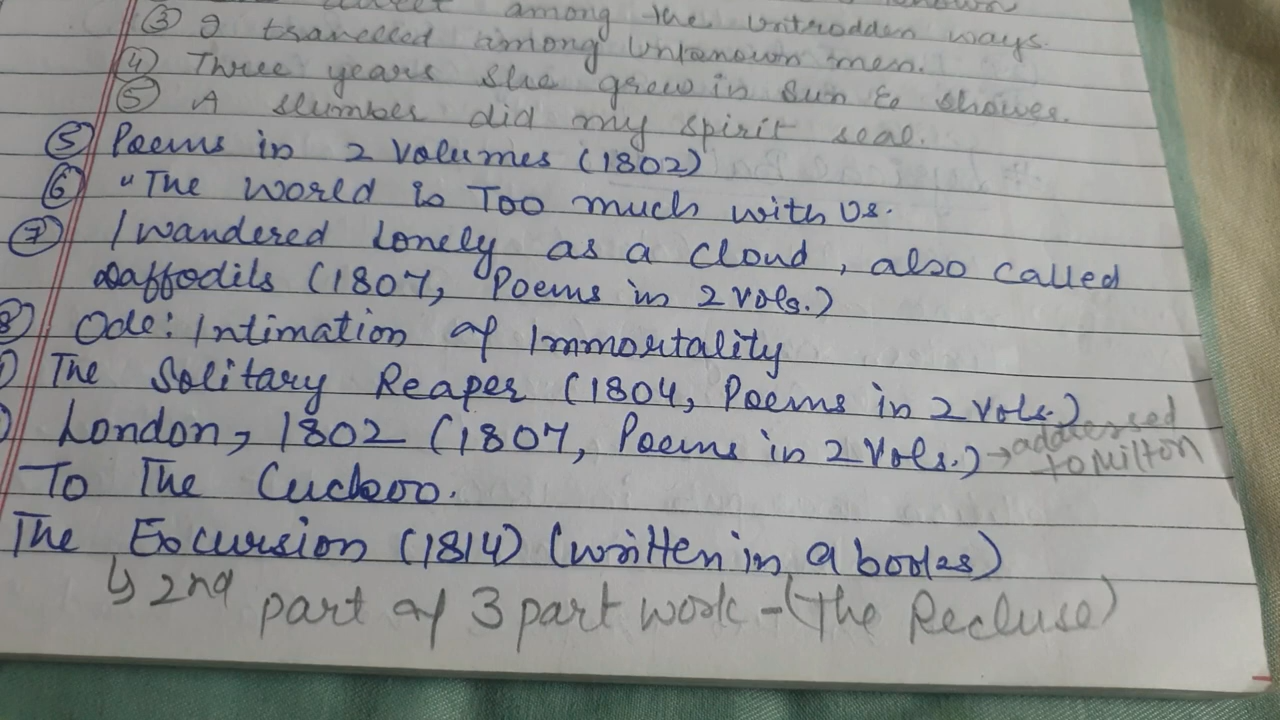 among the untrodden ways.
③ I travelled among Unknown men.
④ Three years she grew in Sun & Shower.
⑤ A slumber did my spirit seal.
⑤ Poems in 2 Volumes (1802)
⑥ "The World is Too much with Us.
⑦ I wandered lonely as a cloud, also called
Daffodils (1807, Poems in 2 vols.)
⑧ Ode: Intimation of Immortality
The Solitary Reaper (1804, Poems in 2 Vols.)
London, 1802 (1807, Poems in 2 Vols.) → addressed
to Milton
To The Cuckoo.
The Excursion (1814) (written in 9 books)
↳ 2nd part of 3 part work - (The Recluse)